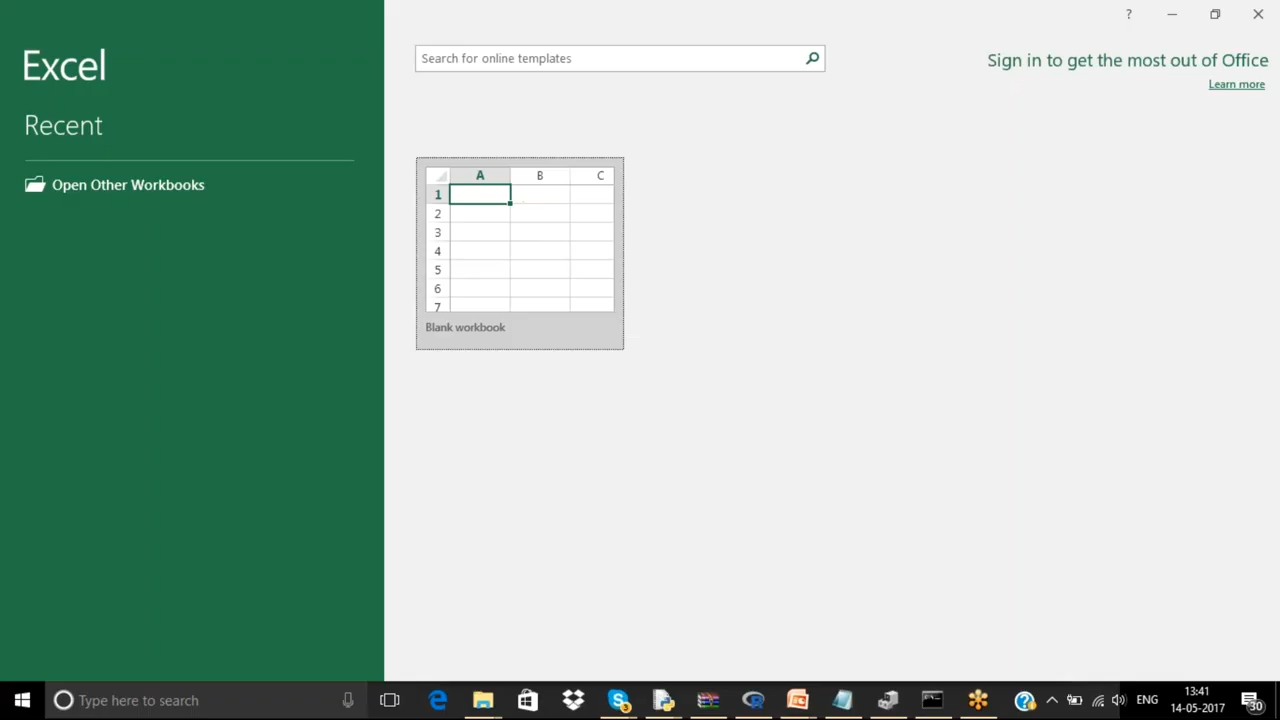 ?
Excel
Search for online templates
Sign in to get the most out of Office
Learn more
Recent
Open Other Workbooks
A B C
1
2
3
4
5
6
7
Blank workbook
Type here to search
ENG
13:41
14-05-2017
30